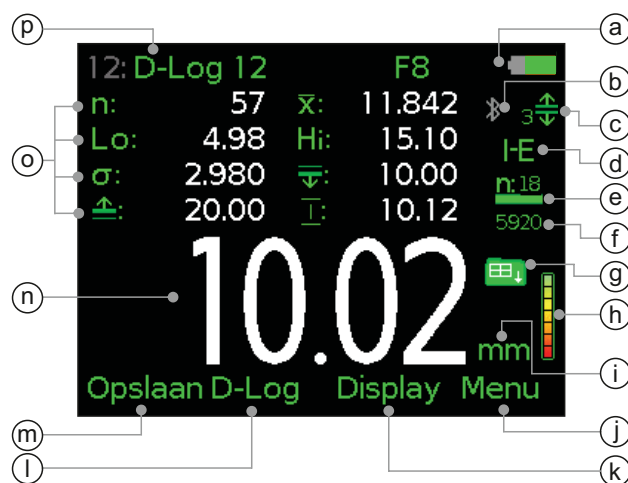 p
a
12: D-Log 12 F8
b
n: 57 x̅: 11.842
3
c
Lo: 4.98 Hi: 15.10
I-E
d
o
σ: 2.980 : 10.00
n: 18
e
: 20.00 : 10.12
5920
f
g
n
10.02
h
mm
i
Opslaan D-Log Display Menu
m
j
l
k